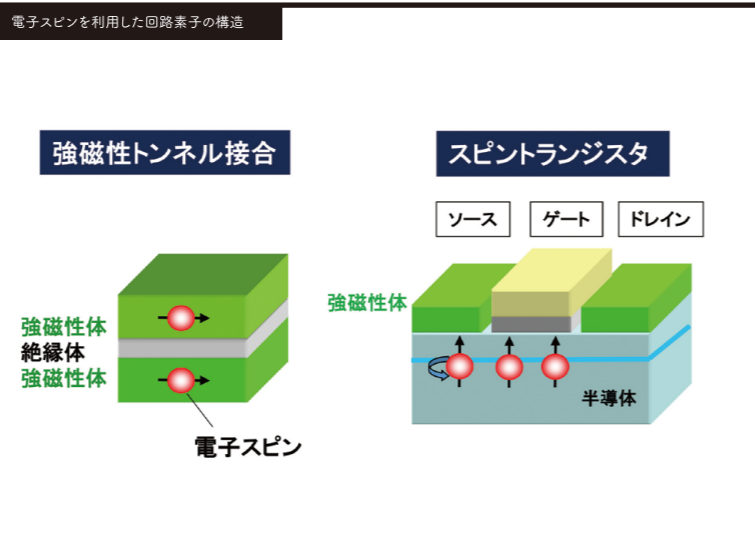 電子スピンを利用した回路素子の構造
強磁性トンネル接合
スピントランジスタ
ソース
ゲート
ドレイン
強磁性体
強磁性体
絶縁体
強磁性体
電子スピン
半導体